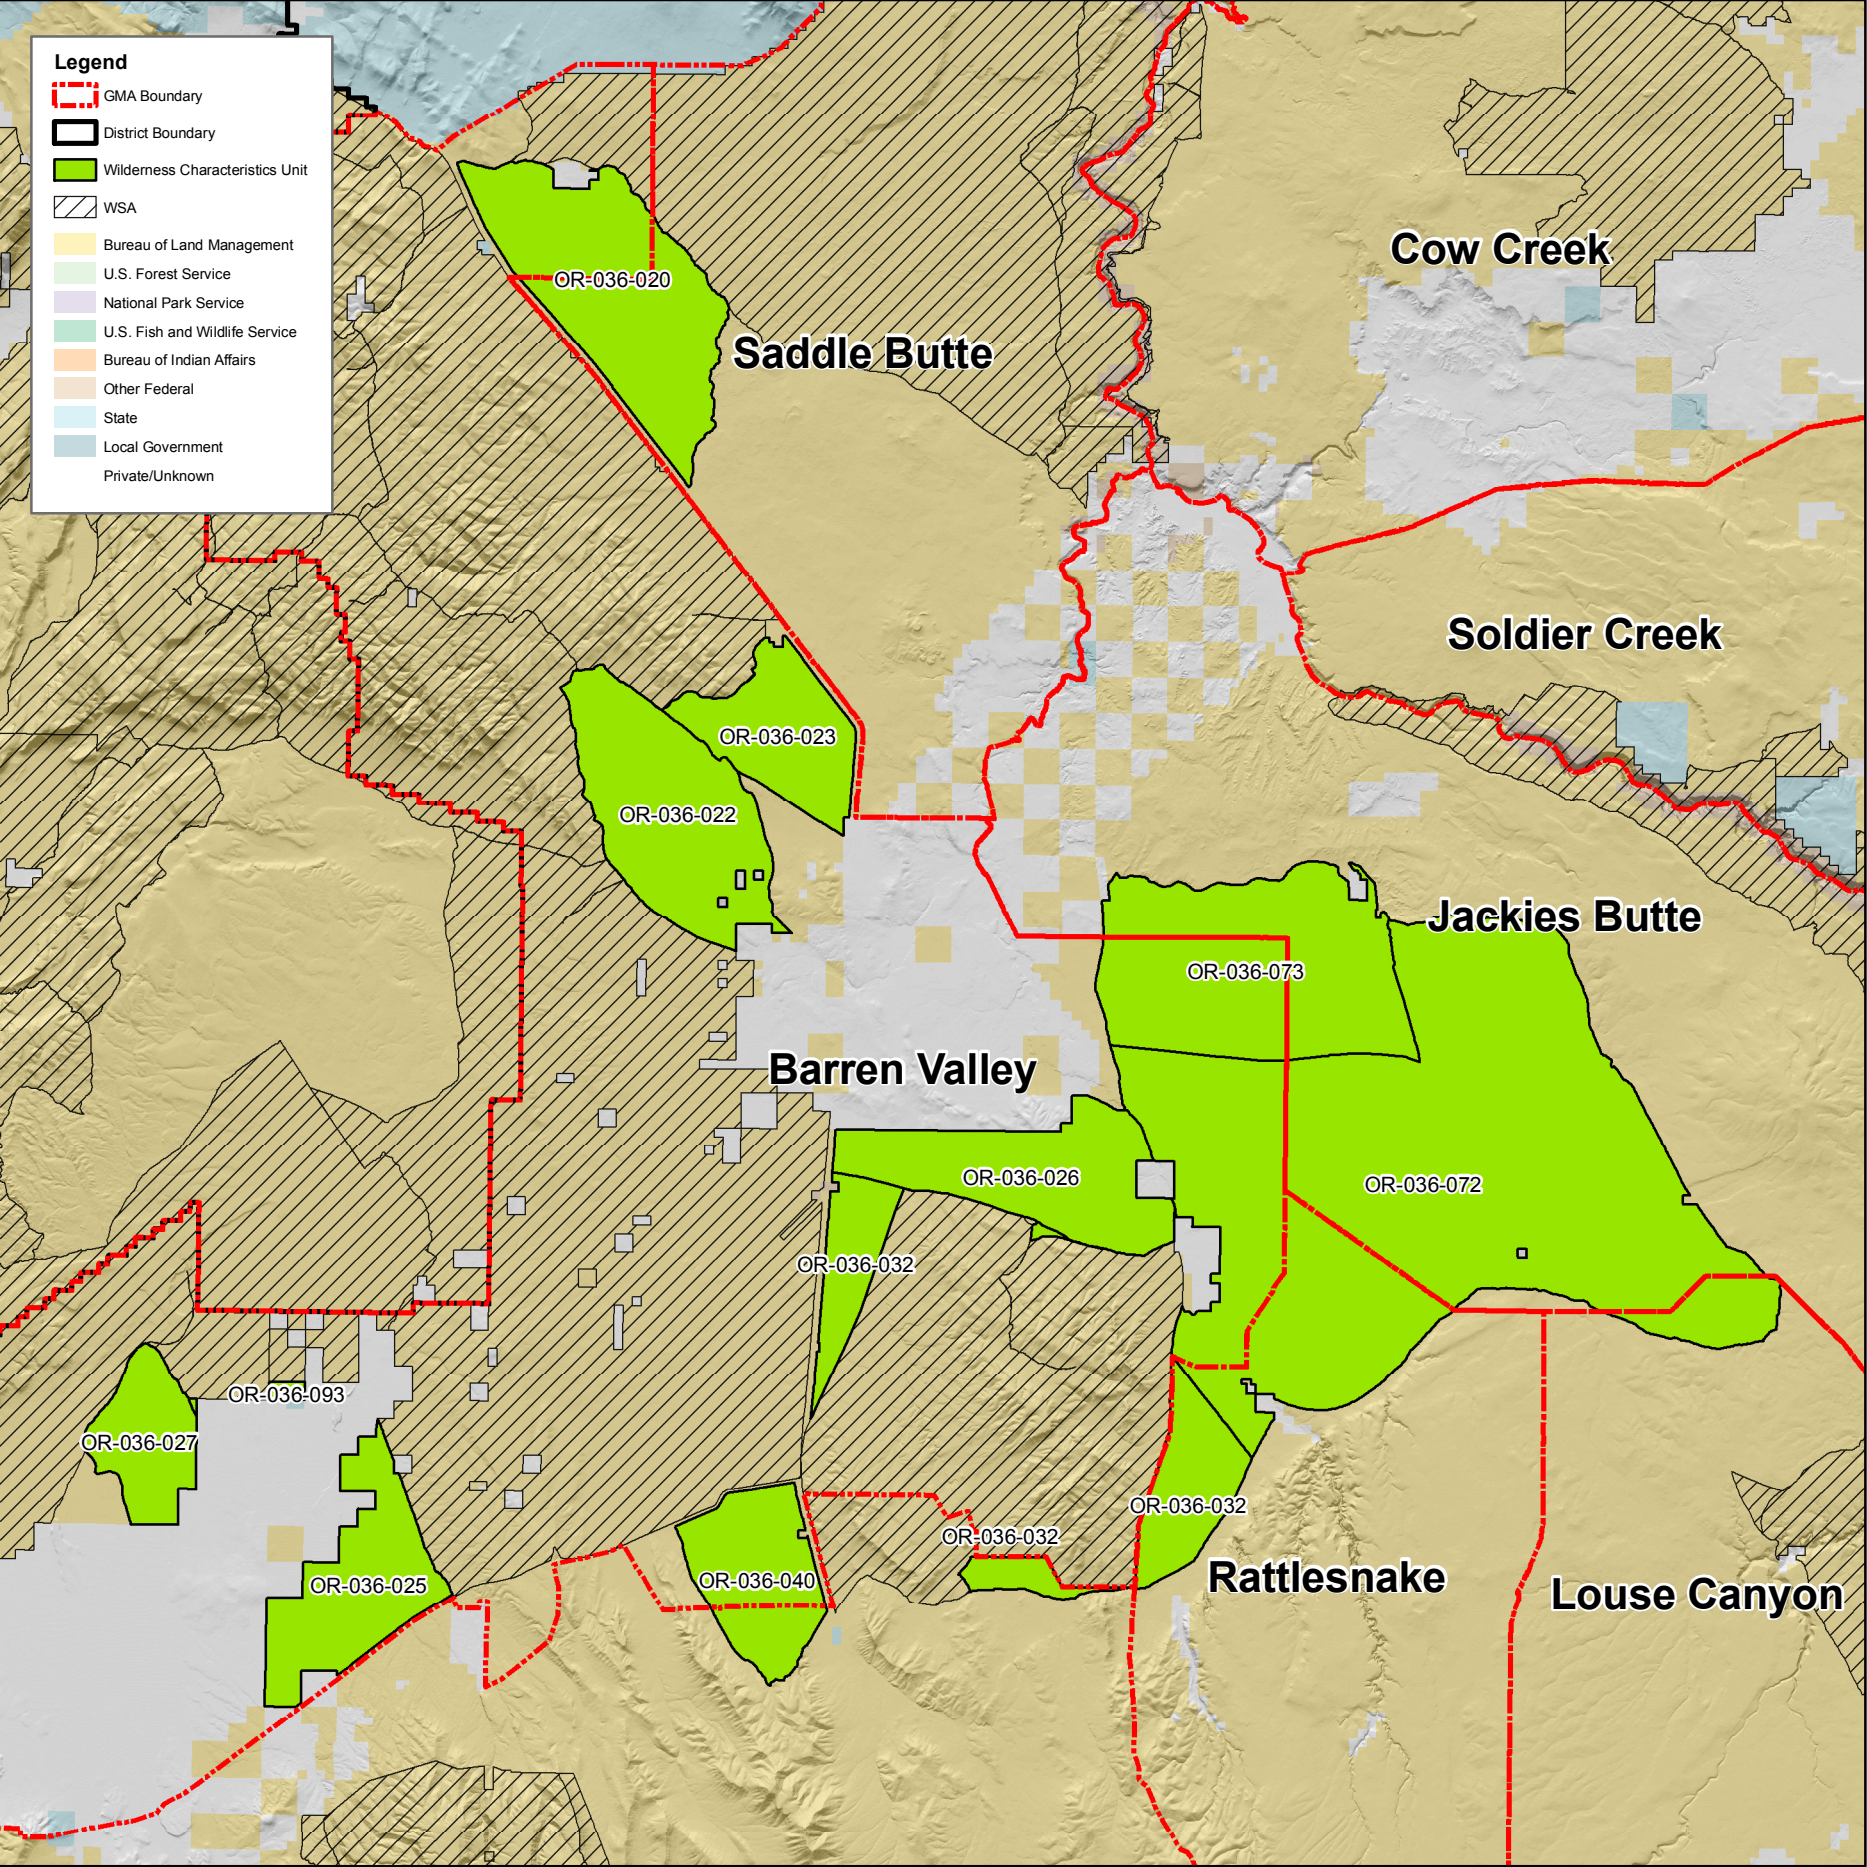 Legend
GMA Boundary
District Boundary
Wilderness Characteristics Unit
WSA
Bureau of Land Management
U.S. Forest Service
National Park Service
U.S. Fish and Wildlife Service
Bureau of Indian Affairs
Other Federal
State
Local Government
Private/Unknown
Cow Creek
OR-036-020
Saddle Butte
Soldier Creek
OR-036-023
OR-036-022
Jackies Butte
OR-036-073
Barren Valley
OR-036-026
OR-036-072
OR-036-032
OR-036-093
OR-036-027
OR-036-032
OR-036-032
OR-036-040
OR-036-025
Rattlesnake
Louse Canyon